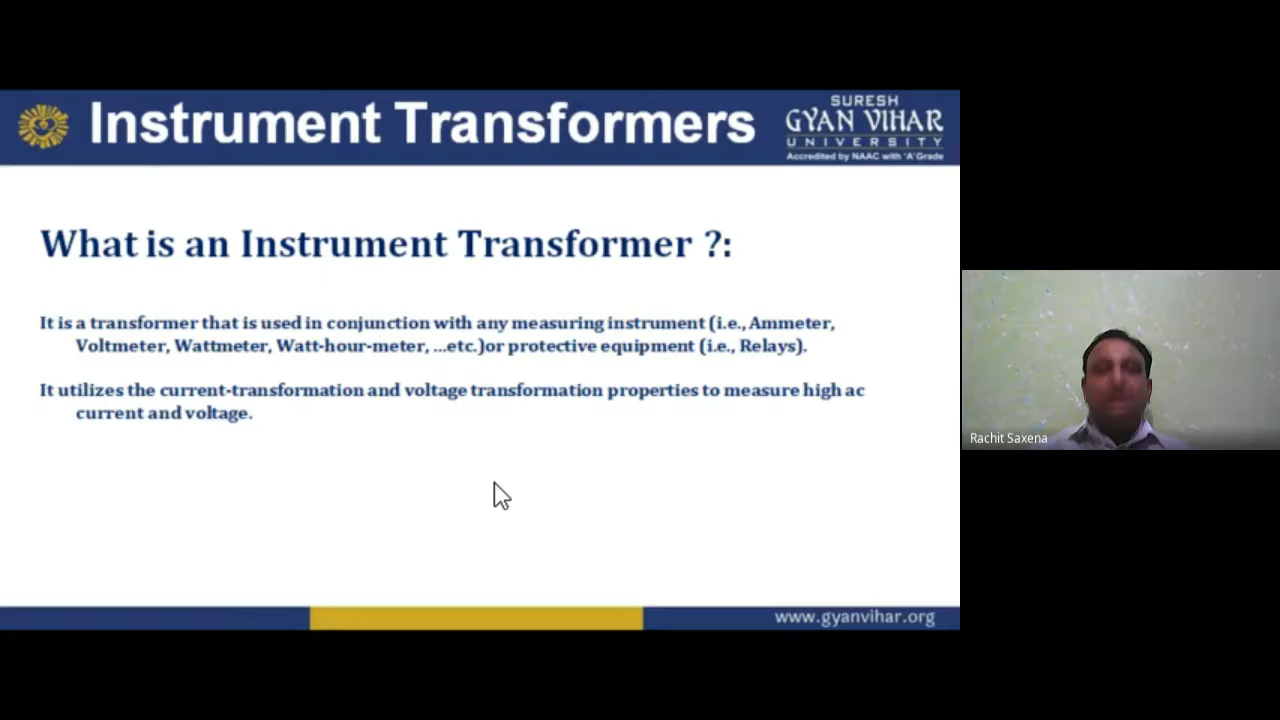 Instrument Transformers
SURESH
GYAN VIHAR
UNIVERSITY
Accredited by NAAC with 'A' Grade
What is an Instrument Transformer ?:
It is a transformer that is used in conjunction with any measuring instrument (i.e., Ammeter,
Voltmeter, Wattmeter, Watt-hour-meter, ...etc.)or protective equipment (i.e., Relays).
It utilizes the current-transformation and voltage transformation properties to measure high ac
current and voltage.
Rachit Saxena
www.gyanvihar.org